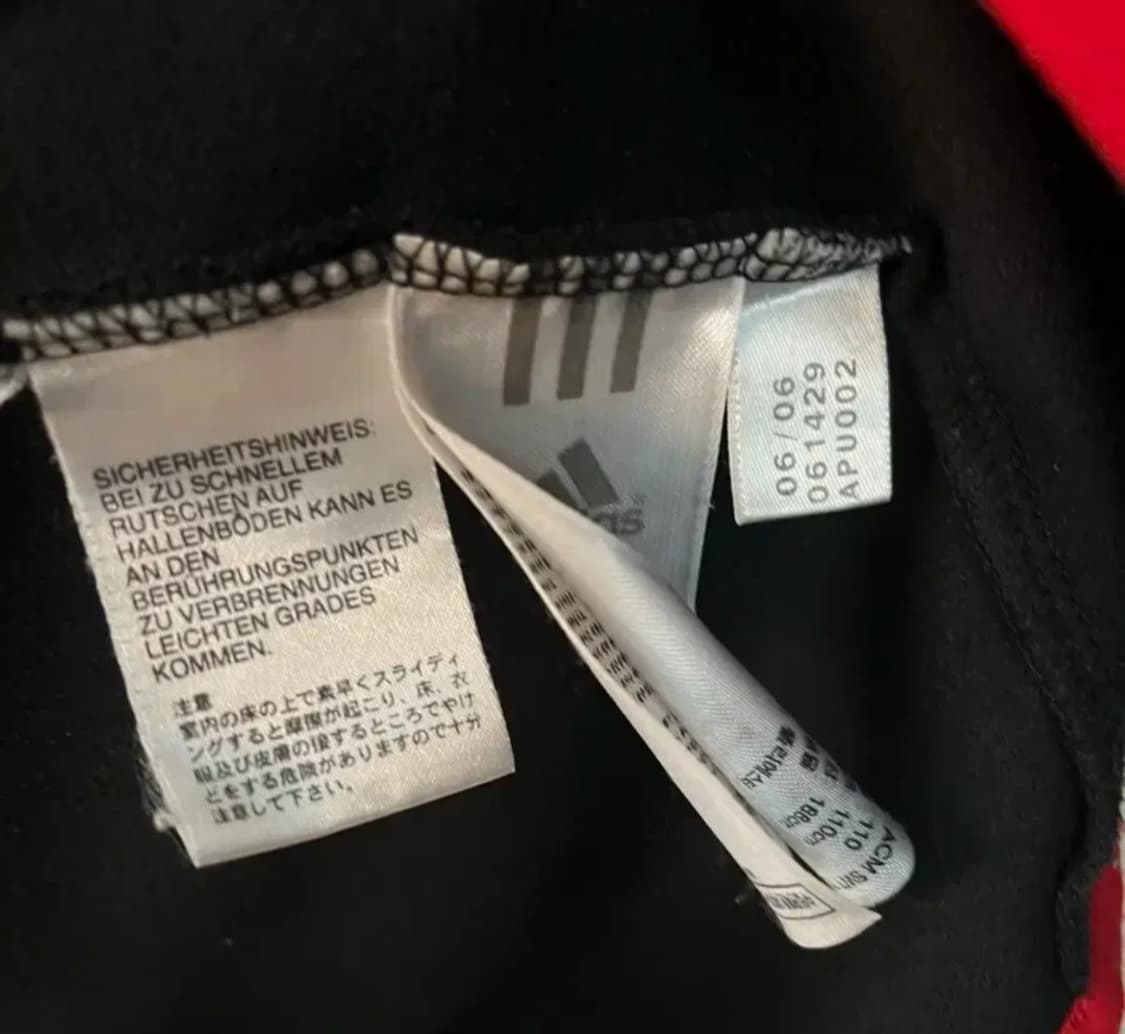 SICHERHEITSHINWEIS:
BEI ZU SCHNELLEM
RUTSCHEN AUF
HALLENBÖDEN KANN ES
AN DEN
BERÜHRUNGSPUNKTEN
ZU VERBRENNUNGEN
LEICHTEN GRADES
KOMMEN.
注意
室内の床の上で素早くスライディ
ングすると摩擦が起こり、床、衣
服及び皮膚の接するところでやけ
どをする危険がありますので十分
注意して下さい。
06/06
061429
APU002
ACM
110
110cm